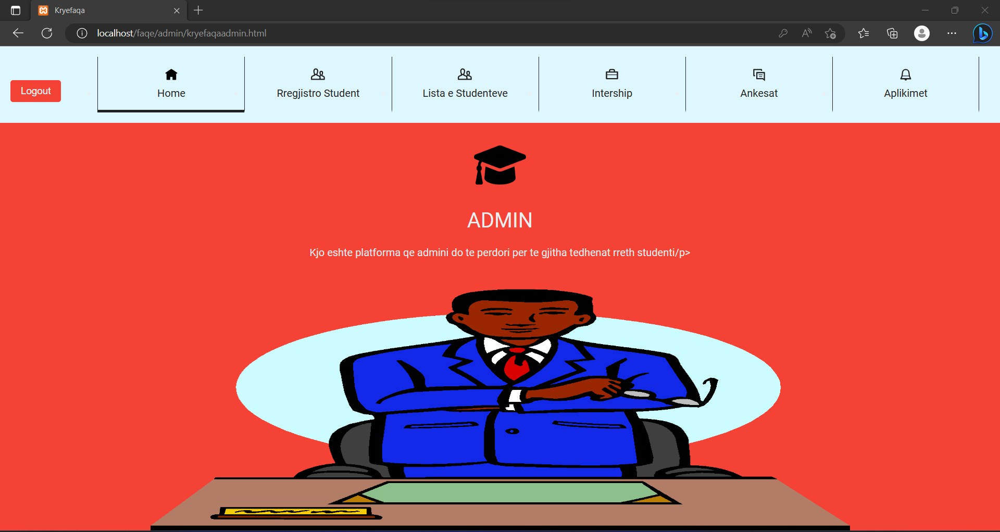 Kryefaqa
localhost/faqe/admin/kryefaqaadmin.html
Logout
Home
Rregjistro Student
Lista e Studenteve
Intership
Ankesat
Aplikimet
ADMIN
Kjo eshte platforma qe admini do te perdori per te gjitha tedhenat rreth studenti/p>